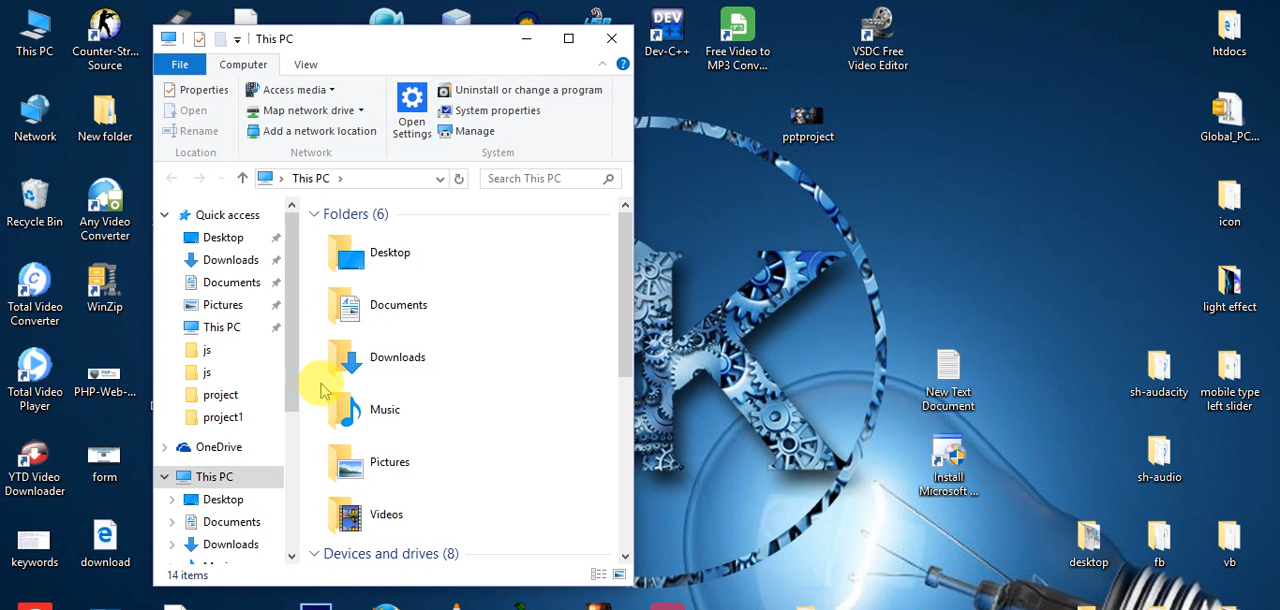 This PC
Counter-Str...
Source
Network
New folder
Recycle Bin
Any Video
Converter
Total Video
Converter
WinZip
Total Video
Player
PHP-Web-...
YTD Video
Downloader
form
keywords
download
This PC
File
Computer
View
Properties
Open
Rename
Location
Access media
Map network drive
Add a network location
Network
Open
Settings
Uninstall or change a program
System properties
Manage
System
This PC
Search This PC
Quick access
Desktop
Downloads
Documents
Pictures
This PC
js
js
project
project1
OneDrive
This PC
Desktop
Documents
Downloads
Folders (6)
Desktop
Documents
Downloads
Music
Pictures
Videos
Devices and drives (8)
14 items
DEV
Dev-C++
Free Video to
MP3 Conv...
VSDC Free
Video Editor
pptproject
K
New Text
Document
Install
Microsoft ...
htdocs
Global_PC...
icon
light effect
sh-audacity
mobile type
left slider
sh-audio
desktop
fb
vb